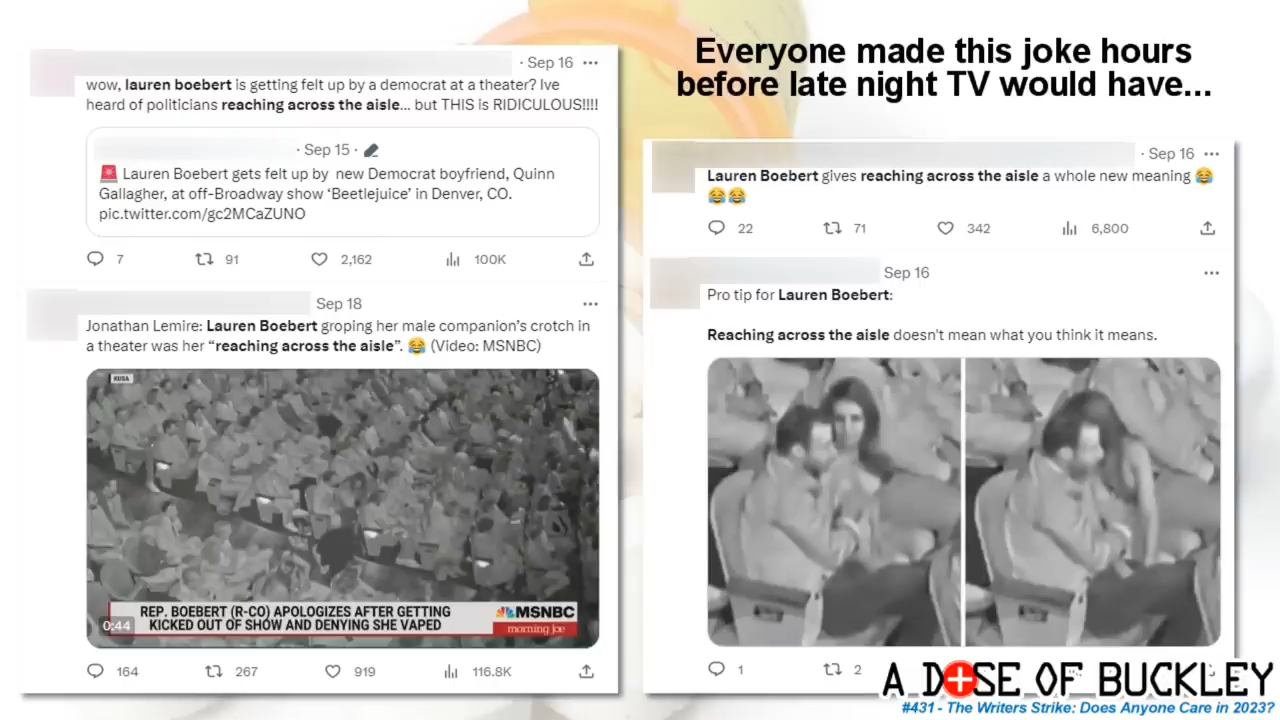 Everyone made this joke hours
before late night TV would have...
· Sep 16 ···
wow, lauren boebert is getting felt up by a democrat at a theater? Ive
heard of politicians reaching across the aisle... but THIS is RIDICULOUS!!!!
· Sep 15 ·
🚨 Lauren Boebert gets felt up by new Democrat boyfriend, Quinn
Gallagher, at off-Broadway show ‘Beetlejuice’ in Denver, CO.
pic.twitter.com/gc2MCaZUNO
7 91 2,162 100K
Sep 18 ···
Jonathan Lemire: Lauren Boebert groping her male companion’s crotch in
a theater was her “reaching across the aisle”. 😂 (Video: MSNBC)
KUSA
REP. BOEBERT (R-CO) APOLOGIZES AFTER GETTING
KICKED OUT OF SHOW AND DENYING SHE VAPED
MSNBC
morning joe
0:44
164 267 919 116.8K
· Sep 16 ···
Lauren Boebert gives reaching across the aisle a whole new meaning 😂
😂😂
22 71 342 6,800
Sep 16 ···
Pro tip for Lauren Boebert:
Reaching across the aisle doesn't mean what you think it means.
1 2
A DOSE OF BUCKLEY
#431 - The Writers Strike: Does Anyone Care in 2023?